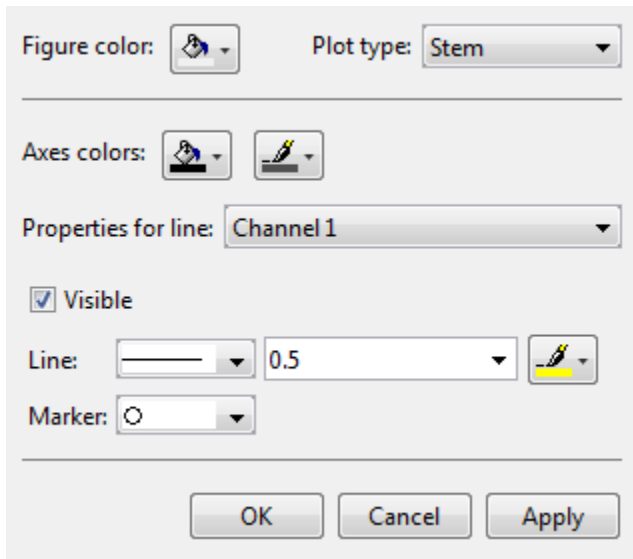 Figure color: Plot type: Stem
Axes colors:
Properties for line: Channel 1
Visible
Line: 0.5
Marker:
OK Cancel Apply